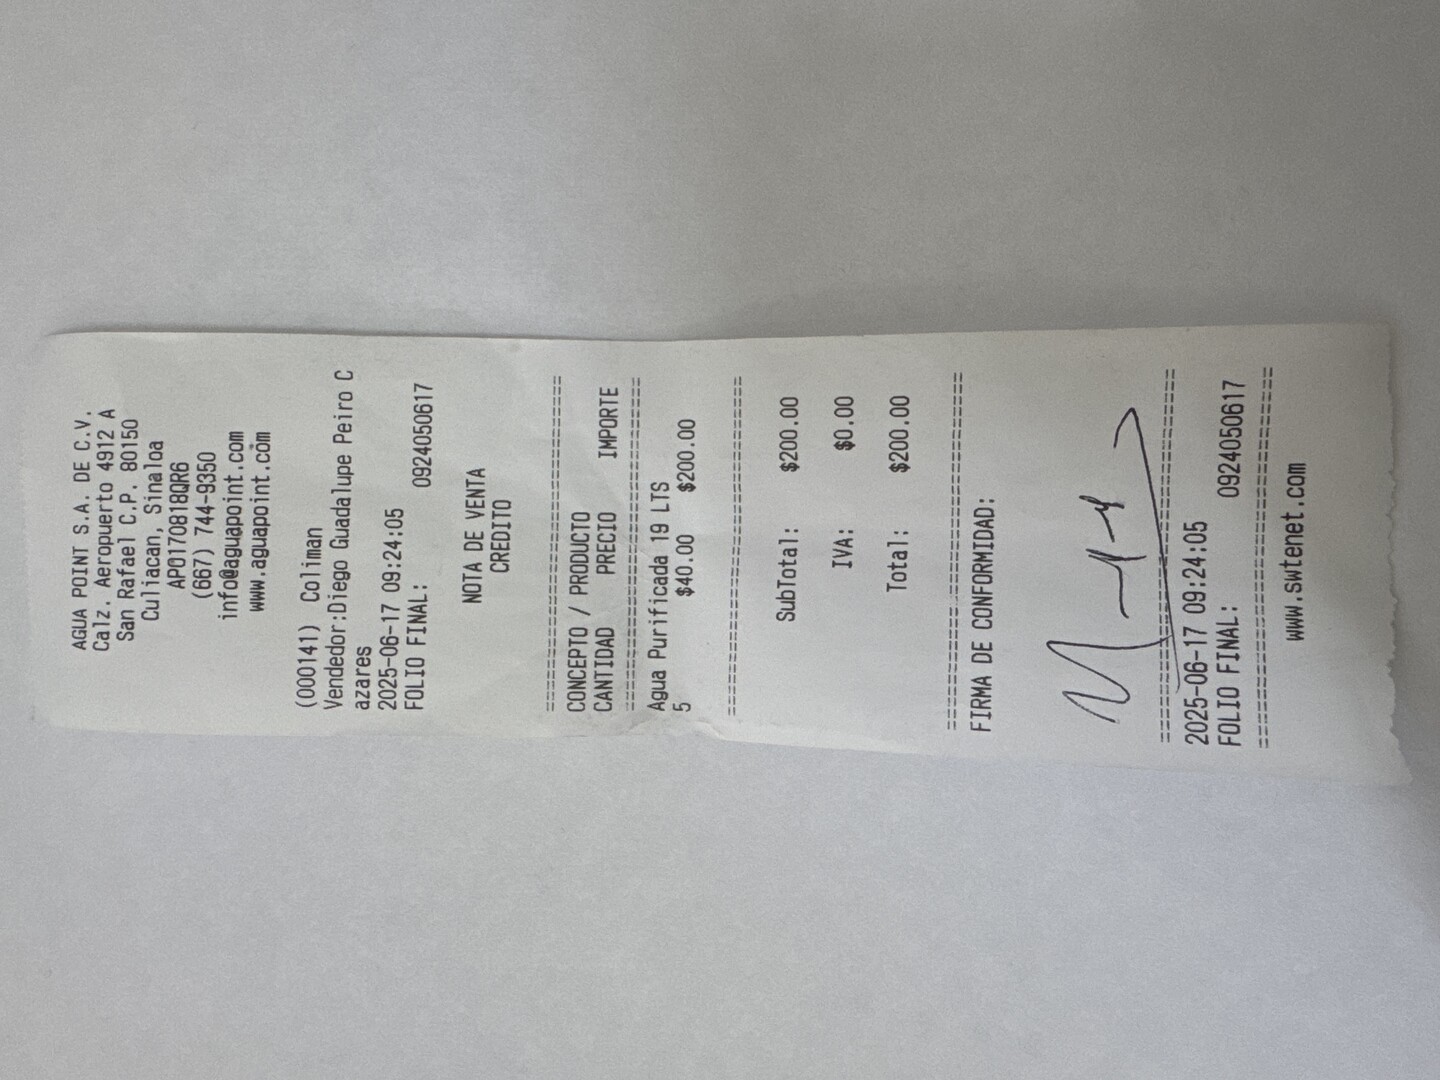 AGUA POINT S.A. DE C.V.
Calz. Aeropuerto 4912 A
San Rafael C.P. 80150
Culiacan, Sinaloa
APO170818QR6
(667) 744-9350
info@aguapoint.com
www.aguapoint.com
(000141) Coliman
Vendedor:Diego Guadalupe Peiro C
azares
2025-06-17 09:24:05
FOLIO FINAL: 0924050617
NOTA DE VENTA
CREDITO
================================
CONCEPTO / PRODUCTO
CANTIDAD PRECIO IMPORTE
================================
Agua Purificada 19 LTS
5 $40.00 $200.00
================================
SubTotal: $200.00
IVA: $0.00
Total: $200.00
================================
FIRMA DE CONFORMIDAD:
================================
2025-06-17 09:24:05
FOLIO FINAL: 0924050617
================================
www.swtenet.com